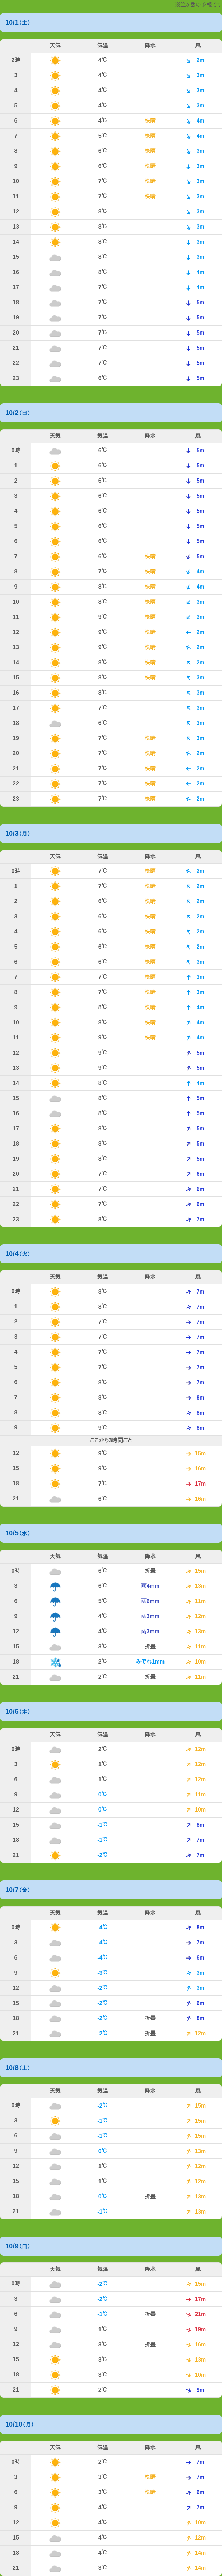 の予報です
10/1（土）
天気 気温 降水 風
2時 4℃ 2m
3 4℃ 3m
4 4℃ 3m
5 4℃ 3m
6 4℃ 快晴 4m
7 5℃ 快晴 4m
8 6℃ 快晴 3m
9 6℃ 快晴 3m
10 7℃ 快晴 3m
11 7℃ 快晴 3m
12 8℃ 3m
13 8℃ 3m
14 8℃ 3m
15 8℃ 3m
16 8℃ 4m
17 7℃ 4m
18 7℃ 5m
19 7℃ 5m
20 7℃ 5m
21 7℃ 5m
22 7℃ 5m
23 6℃ 5m
10/2（日）
天気 気温 降水 風
0時 6℃ 5m
1 6℃ 5m
2 6℃ 5m
3 6℃ 5m
4 6℃ 5m
5 6℃ 5m
6 6℃ 5m
7 6℃ 快晴 5m
8 7℃ 快晴 4m
9 8℃ 快晴 4m
10 8℃ 快晴 3m
11 9℃ 快晴 3m
12 9℃ 快晴 2m
13 9℃ 快晴 2m
14 8℃ 快晴 2m
15 8℃ 快晴 3m
16 8℃ 3m
17 7℃ 3m
18 6℃ 3m
19 7℃ 快晴 3m
20 7℃ 快晴 2m
21 7℃ 快晴 2m
22 7℃ 快晴 2m
23 7℃ 快晴 2m
10/3（月）
天気 気温 降水 風
0時 7℃ 快晴 2m
1 7℃ 快晴 2m
2 6℃ 快晴 2m
3 6℃ 快晴 2m
4 6℃ 快晴 2m
5 6℃ 快晴 2m
6 6℃ 快晴 3m
7 7℃ 快晴 3m
8 7℃ 快晴 3m
9 8℃ 快晴 4m
10 8℃ 快晴 4m
11 9℃ 快晴 4m
12 9℃ 5m
13 9℃ 5m
14 8℃ 4m
15 8℃ 5m
16 8℃ 5m
17 8℃ 5m
18 8℃ 5m
19 8℃ 5m
20 7℃ 6m
21 7℃ 6m
22 7℃ 6m
23 8℃ 7m
10/4（火）
天気 気温 降水 風
0時 8℃ 7m
1 8℃ 7m
2 7℃ 7m
3 7℃ 7m
4 7℃ 7m
5 7℃ 7m
6 8℃ 7m
7 8℃ 8m
8 8℃ 8m
9 9℃ 8m
ここから3時間ごと
12 9℃ 15m
15 9℃ 16m
18 7℃ 17m
21 6℃ 16m
10/5（水）
天気 気温 降水 風
0時 6℃ 折曇 15m
3 6℃ 雨4mm 13m
6 5℃ 雨6mm 11m
9 4℃ 雨3mm 12m
12 4℃ 雨3mm 13m
15 3℃ 折曇 11m
18 2℃ みぞれ1mm 10m
21 2℃ 折曇 11m
10/6（木）
天気 気温 降水 風
0時 2℃ 12m
3 1℃ 12m
6 1℃ 12m
9 0℃ 11m
12 0℃ 10m
15 -1℃ 8m
18 -1℃ 7m
21 -2℃ 7m
10/7（金）
天気 気温 降水 風
0時 -4℃ 8m
3 -4℃ 7m
6 -4℃ 6m
9 -3℃ 3m
12 -2℃ 3m
15 -2℃ 6m
18 -2℃ 折曇 8m
21 -2℃ 折曇 12m
10/8（土）
天気 気温 降水 風
0時 -2℃ 15m
3 -1℃ 15m
6 -1℃ 15m
9 0℃ 13m
12 1℃ 12m
15 1℃ 12m
18 0℃ 折曇 13m
21 -1℃ 13m
10/9（日）
天気 気温 降水 風
0時 -2℃ 15m
3 -2℃ 17m
6 -1℃ 折曇 21m
9 1℃ 19m
12 3℃ 折曇 16m
15 3℃ 13m
18 3℃ 10m
21 2℃ 9m
10/10（月）
天気 気温 降水 風
0時 2℃ 7m
3 3℃ 快晴 7m
6 3℃ 快晴 6m
9 4℃ 7m
12 4℃ 10m
15 4℃ 12m
18 4℃ 14m
21 3℃ 14m